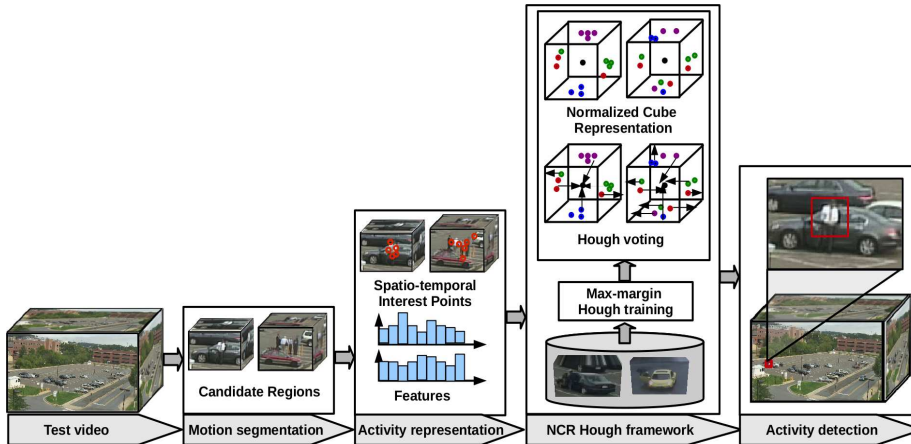 Normalized Cube
Representation
Hough voting
Spatio-temporal
Interest Points
Max-margin
Hough training
Candidate Regions
Features
Test video
Motion segmentation
Activity representation
NCR Hough framework
Activity detection